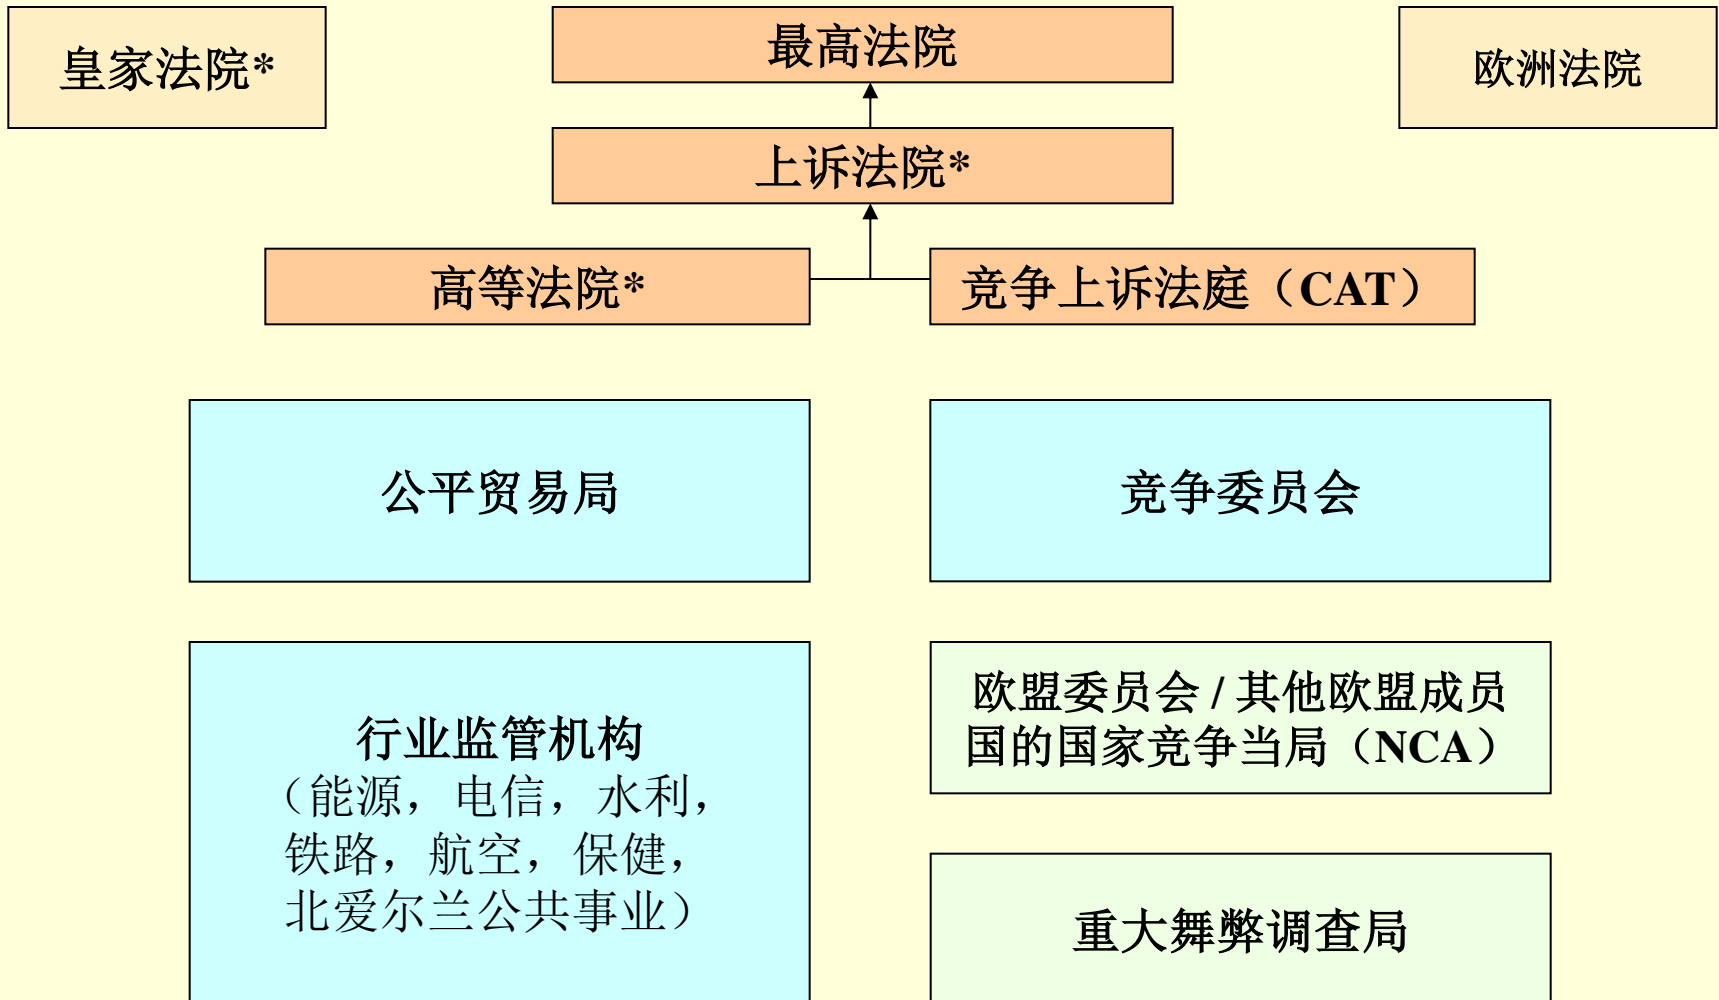 皇家法院*
最高法院
欧洲法院
上诉法院*
高等法院*
竞争上诉法庭（CAT）
公平贸易局
竞争委员会
行业监管机构
（能源，电信，水利，
铁路，航空，保健，
北爱尔兰公共事业）
欧盟委员会 / 其他欧盟成员
国的国家竞争当局（NCA）
重大舞弊调查局